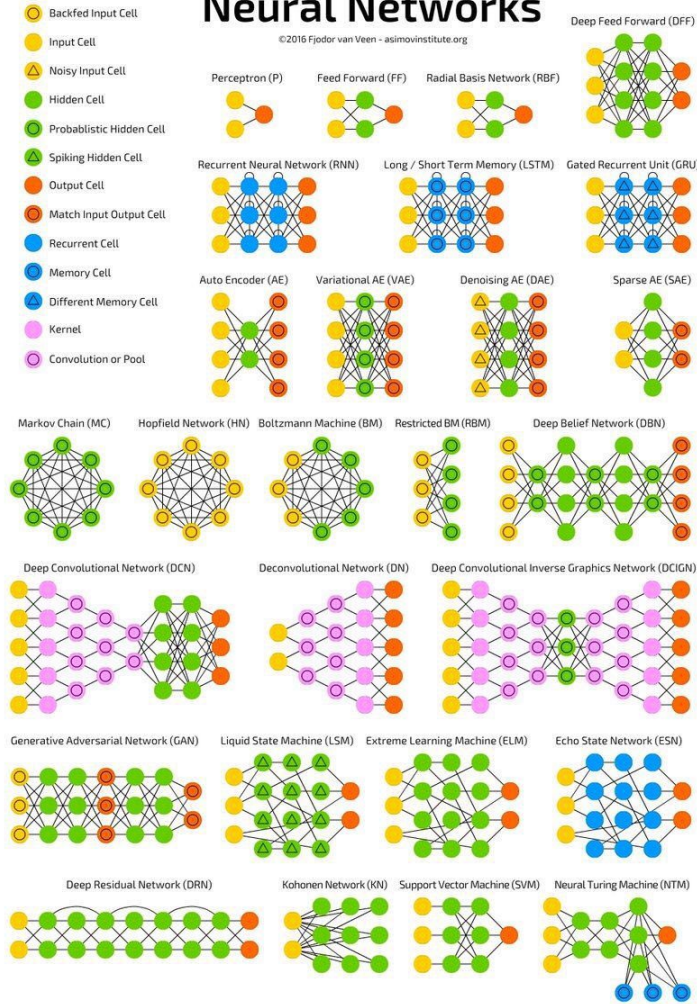 Neural Networks
©2016 Fjodor van Veen - asimovinstitute.org
Backfed Input Cell
Input Cell
Noisy Input Cell
Hidden Cell
Probablistic Hidden Cell
Spiking Hidden Cell
Output Cell
Match Input Output Cell
Recurrent Cell
Memory Cell
Different Memory Cell
Kernel
Convolution or Pool
Deep Feed Forward (DFF)
Perceptron (P)
Feed Forward (FF)
Radial Basis Network (RBF)
Recurrent Neural Network (RNN)
Long / Short Term Memory (LSTM)
Gated Recurrent Unit (GRU)
Auto Encoder (AE)
Variational AE (VAE)
Denoising AE (DAE)
Sparse AE (SAE)
Markov Chain (MC)
Hopfield Network (HN)
Boltzmann Machine (BM)
Restricted BM (RBM)
Deep Belief Network (DBN)
Deep Convolutional Network (DCN)
Deconvolutional Network (DN)
Deep Convolutional Inverse Graphics Network (DCIGN)
Generative Adversarial Network (GAN)
Liquid State Machine (LSM)
Extreme Learning Machine (ELM)
Echo State Network (ESN)
Deep Residual Network (DRN)
Kohonen Network (KN)
Support Vector Machine (SVM)
Neural Turing Machine (NTM)